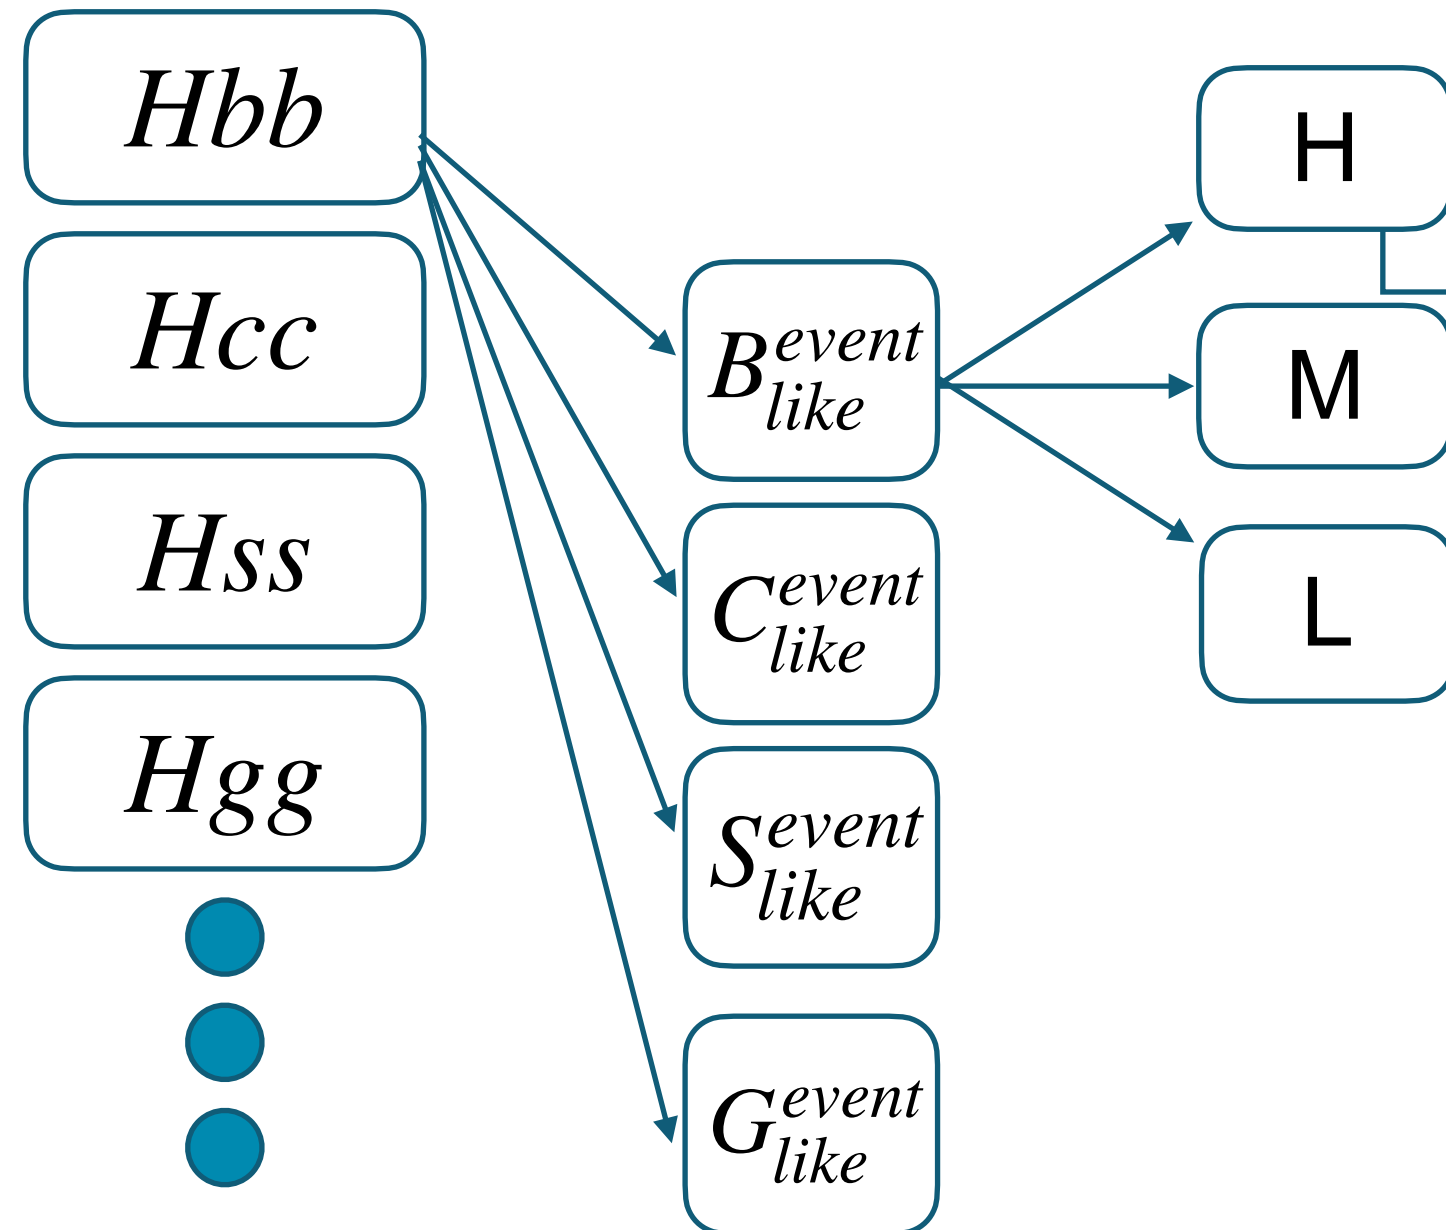 Hbb
Hcc
Hss
Hgg
B^{event}_{like}
C^{event}_{like}
S^{event}_{like}
G^{event}_{like}
H
M
L